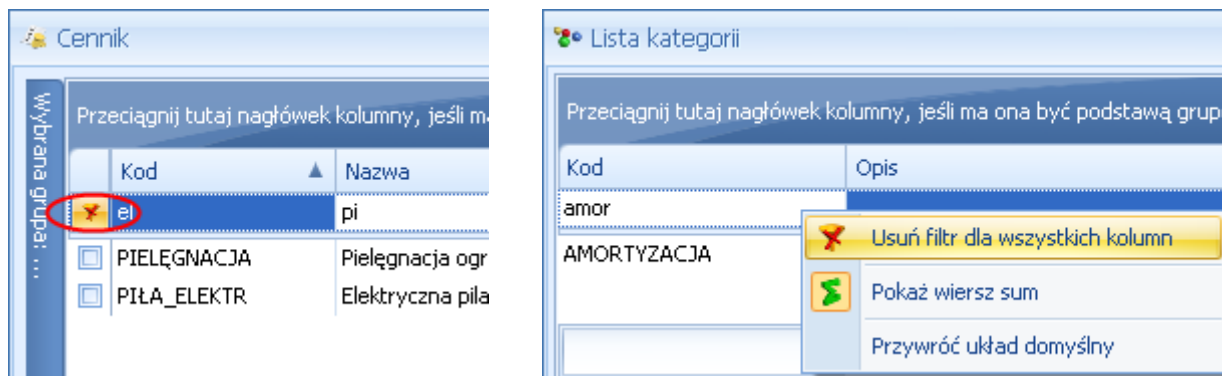 Cennik
Wybrana grupa: ...
Przeciągnij tutaj nagłówek kolumny, jeśli m
Kod Nazwa
el pi
PIELĘGNACJA Pielęgnacja ogr
PIŁA_ELEKTR Elektryczna piła
Lista kategorii
Przeciągnij tutaj nagłówek kolumny, jeśli ma ona być podstawą grup
Kod Opis
amor
Usuń filtr dla wszystkich kolumn
AMORTYZACJA
Pokaż wiersz sum
Przywróć układ domyślny